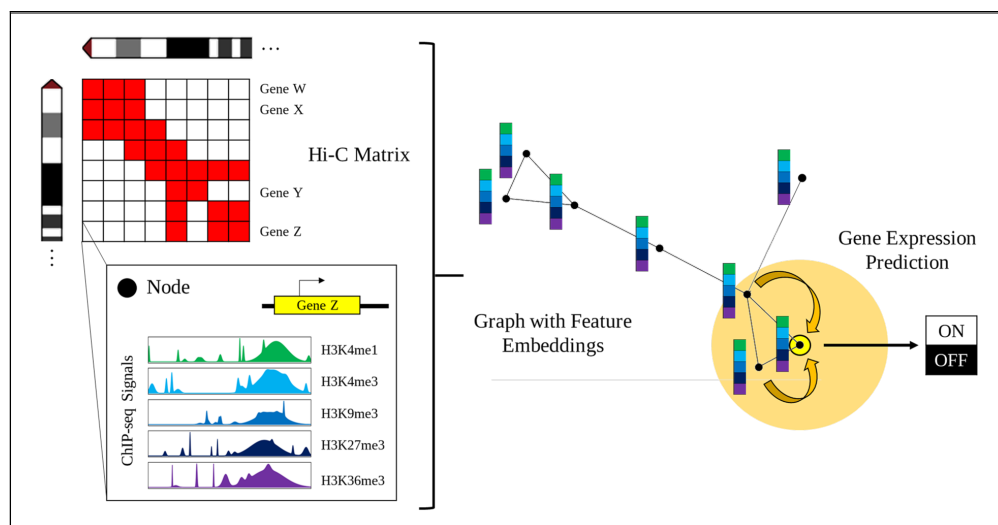 ...
Gene W
Gene X
Hi-C Matrix
Gene Y
Gene Z
⋮
Node
Gene Z
ChIP-seq Signals
H3K4me1
H3K4me3
H3K9me3
H3K27me3
H3K36me3
Graph with Feature
Embeddings
Gene Expression
Prediction
ON
OFF